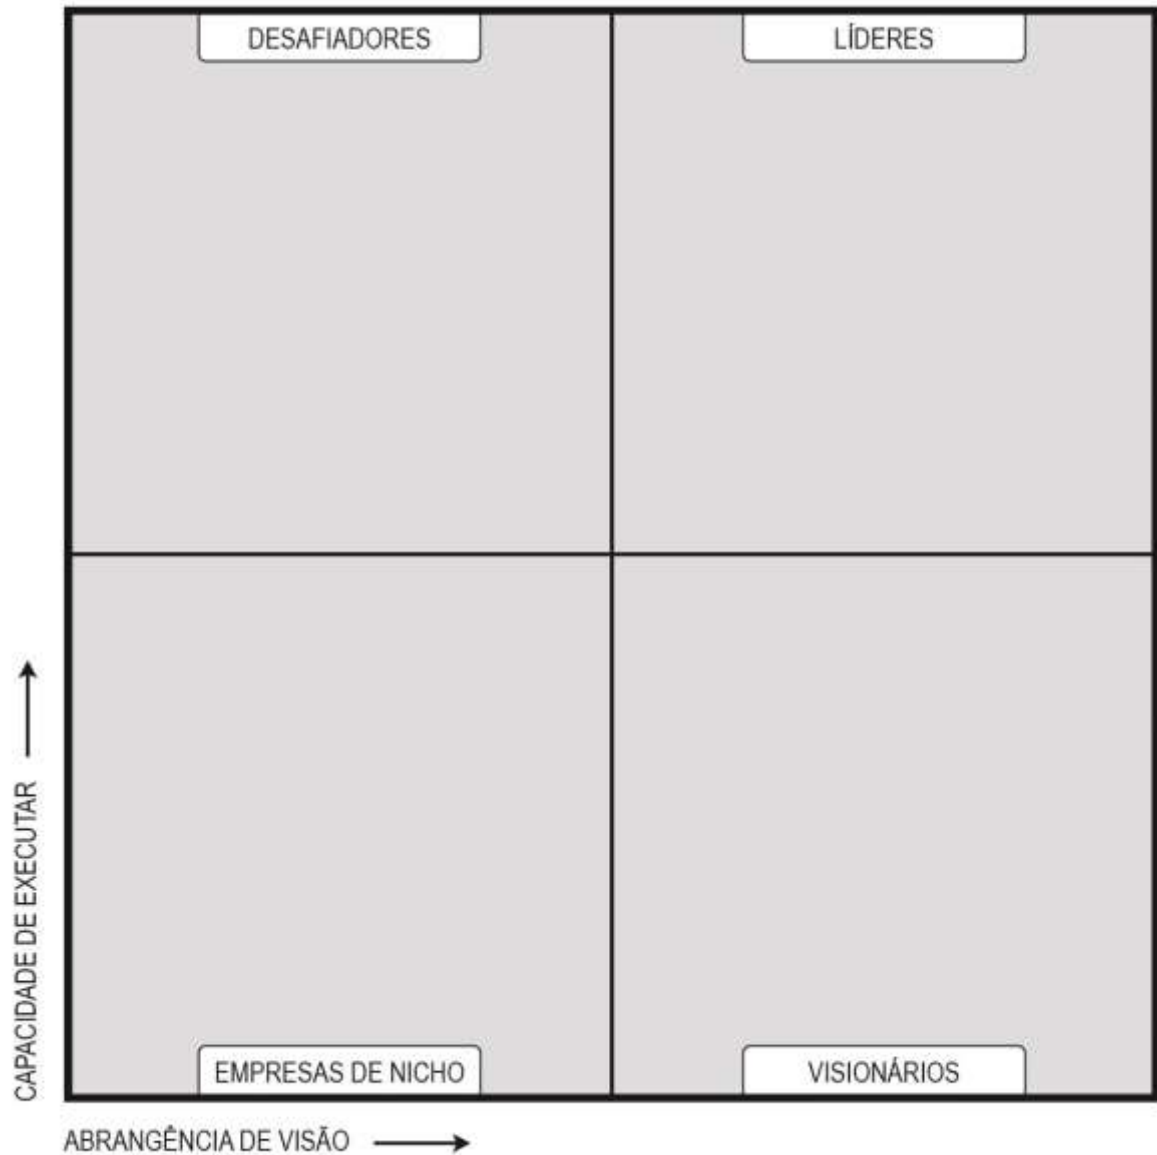 DESAFIADORES
LÍDERES
CAPACIDADE DE EXECUTAR
EMPRESAS DE NICHO
VISIONÁRIOS
ABRANGÊNCIA DE VISÃO